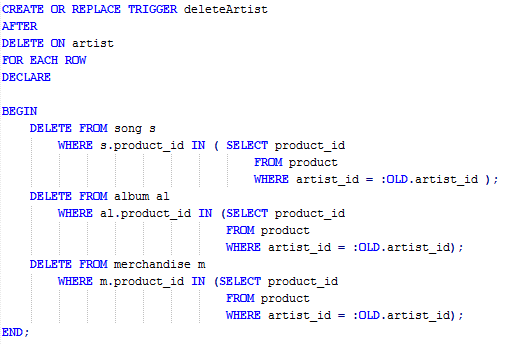 CREATE OR REPLACE TRIGGER deleteArtist
AFTER
DELETE ON artist
FOR EACH ROW
DECLARE
BEGIN
DELETE FROM song s
WHERE s.product_id IN ( SELECT product_id
FROM product
WHERE artist_id = :OLD.artist_id );
DELETE FROM album al
WHERE al.product_id IN (SELECT product_id
FROM product
WHERE artist_id = :OLD.artist_id);
DELETE FROM merchandise m
WHERE m.product_id IN (SELECT product_id
FROM product
WHERE artist_id = :OLD.artist_id);
END;